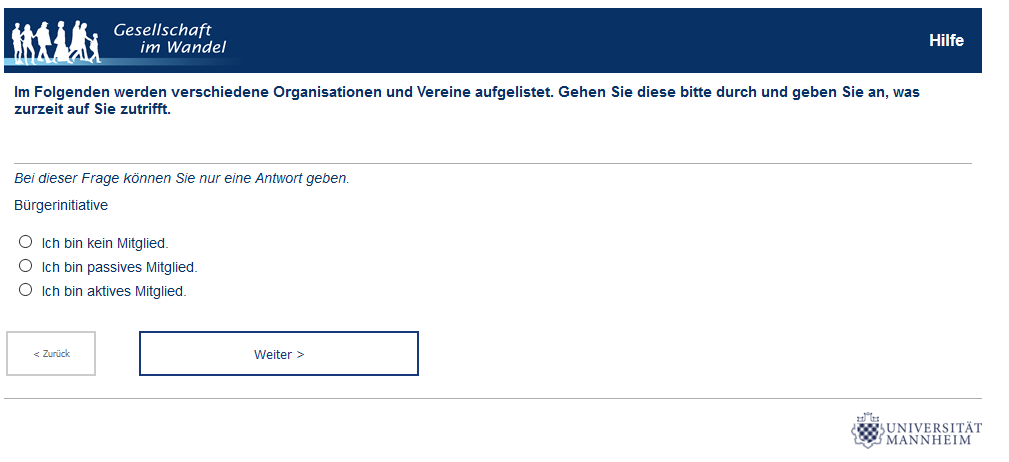 Gesellschaft
im Wandel
Hilfe
Im Folgenden werden verschiedene Organisationen und Vereine aufgelistet. Gehen Sie diese bitte durch und geben Sie an, was
zurzeit auf Sie zutrifft.
Bei dieser Frage können Sie nur eine Antwort geben.
Bürgerinitiative
Ich bin kein Mitglied.
Ich bin passives Mitglied.
Ich bin aktives Mitglied.
< Zurück
Weiter >
UNIVERSITÄT
MANNHEIM